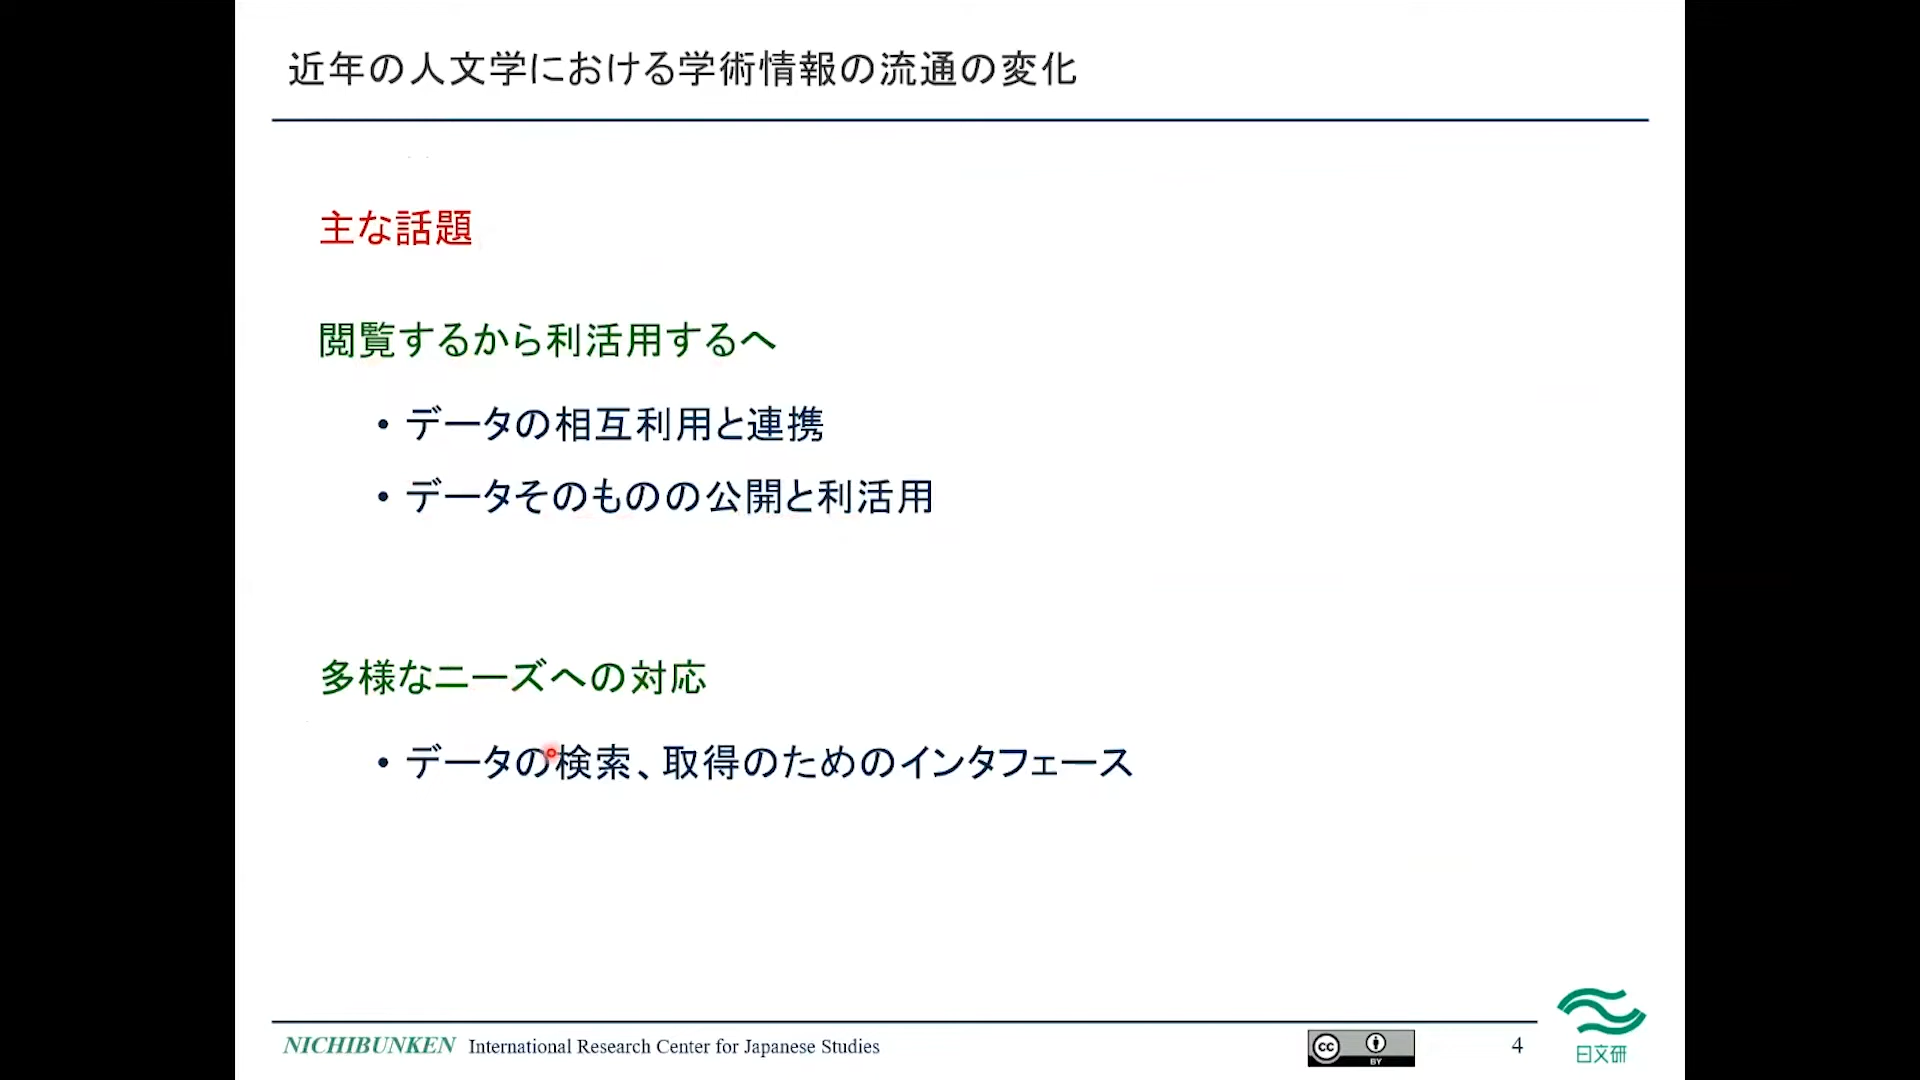 近年の人文学における学術情報の流通の変化
主な話題
閲覧するから利活用するへ
• データの相互利用と連携
• データそのものの公開と利活用
多様なニーズへの対応
• データの検索、取得のためのインタフェース
NICHIBUNKEN International Research Center for Japanese Studies
cc BY
4
日文研